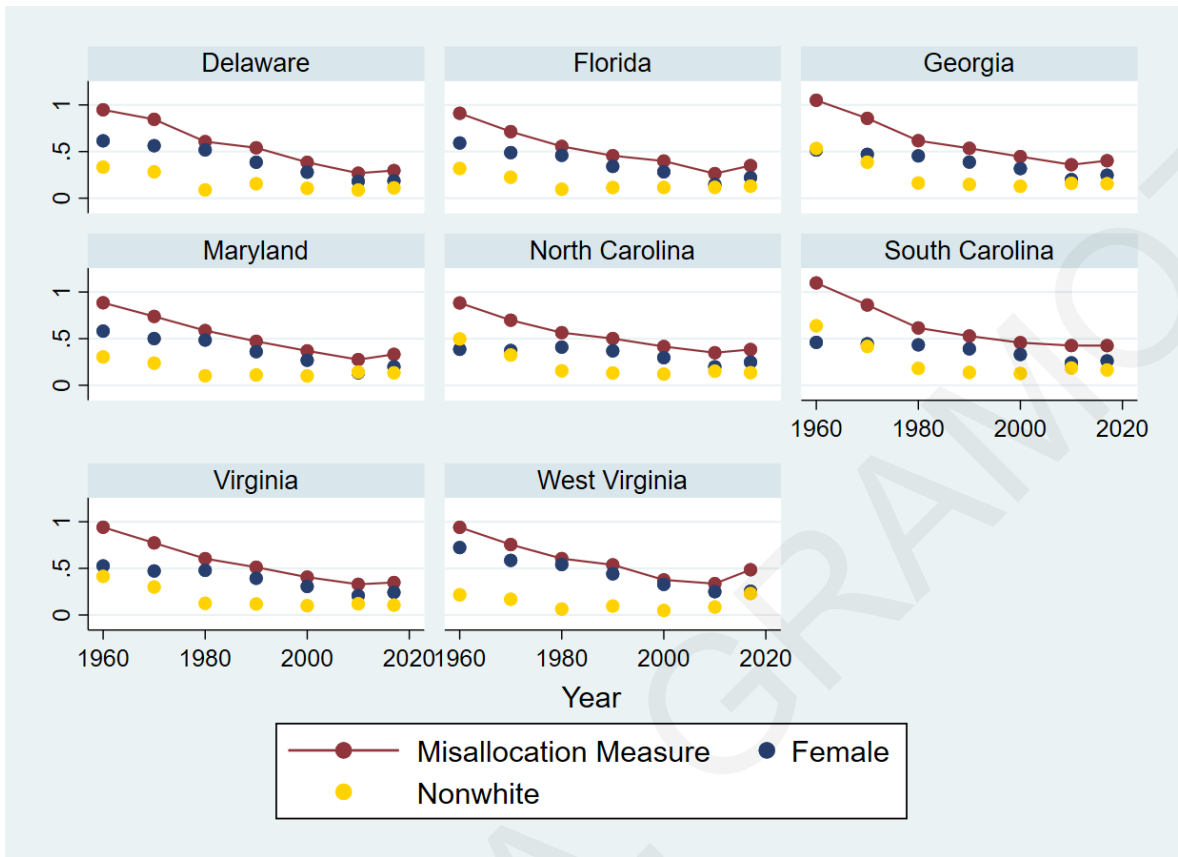 Delaware Florida Georgia
1 .5 0
Maryland North Carolina South Carolina
1 .5 0
1960 1980 2000 2020
Virginia West Virginia
1 .5 0
1960 1980 2000 2020 1960 1980 2000 2020
Year
Misallocation Measure Female
Nonwhite
GRAMO